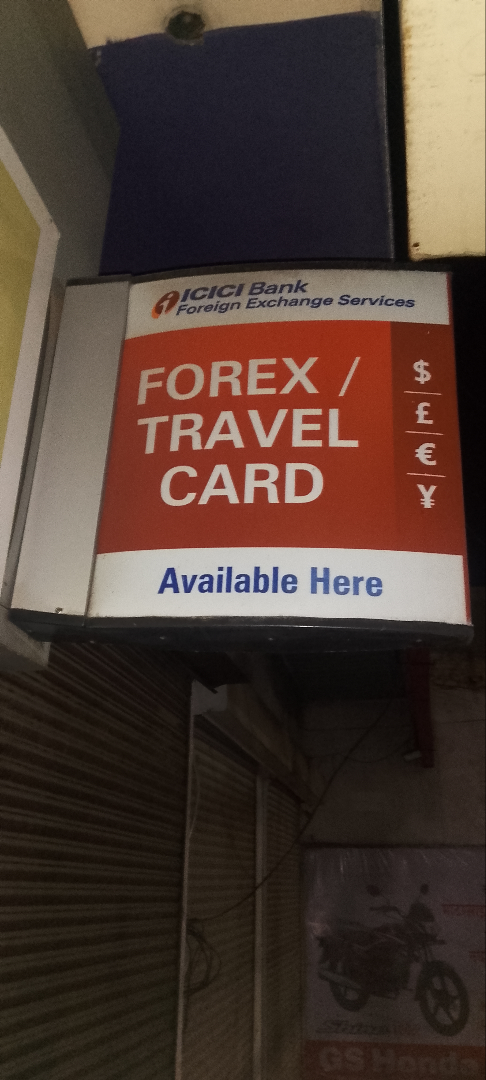 ICICI Bank
Foreign Exchange Services
FOREX /
TRAVEL
CARD
$
£
€
¥
Available Here
GS Honda